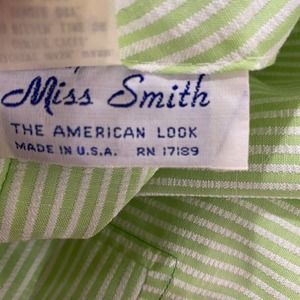 Miss Smith
THE AMERICAN LOOK
MADE IN U.S.A. RN 17189